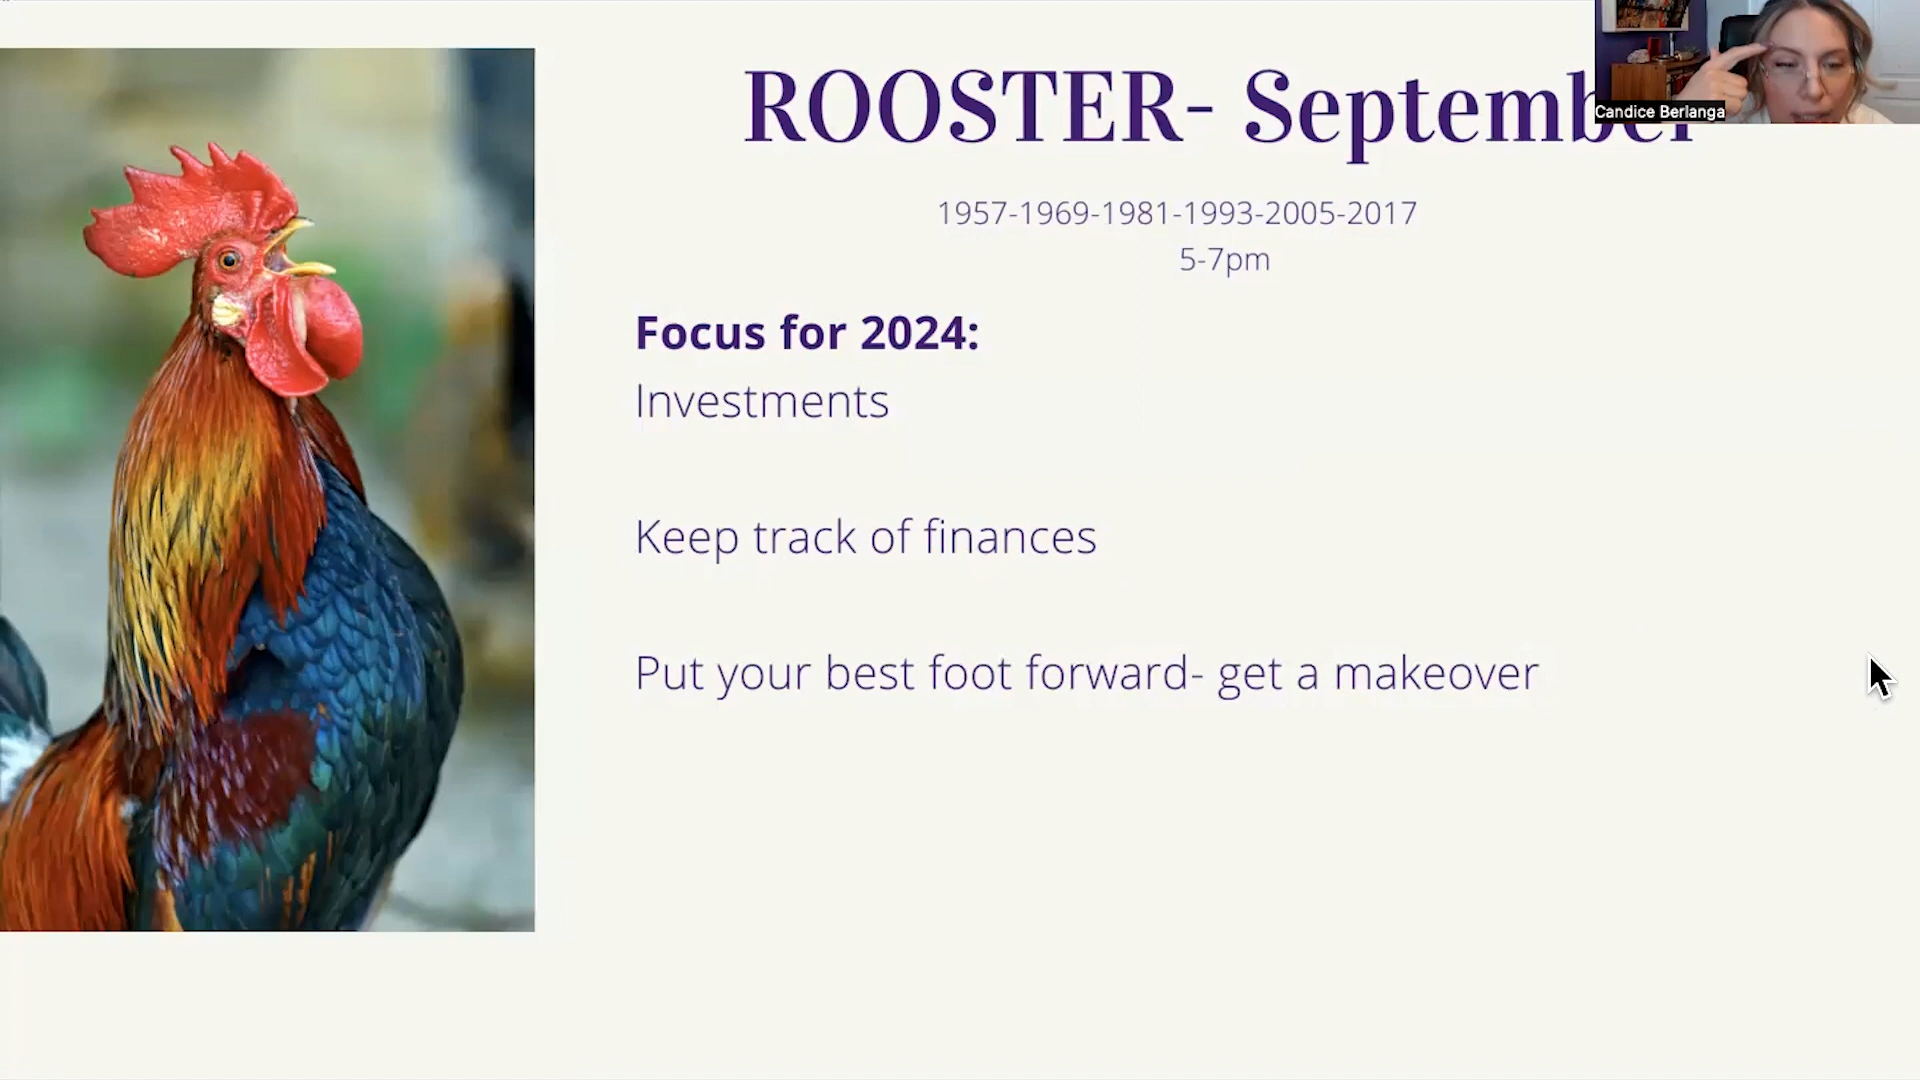 ROOSTER- September
Candice Berlanga
1957-1969-1981-1993-2005-2017
5-7pm
Focus for 2024:
Investments
Keep track of finances
Put your best foot forward- get a makeover